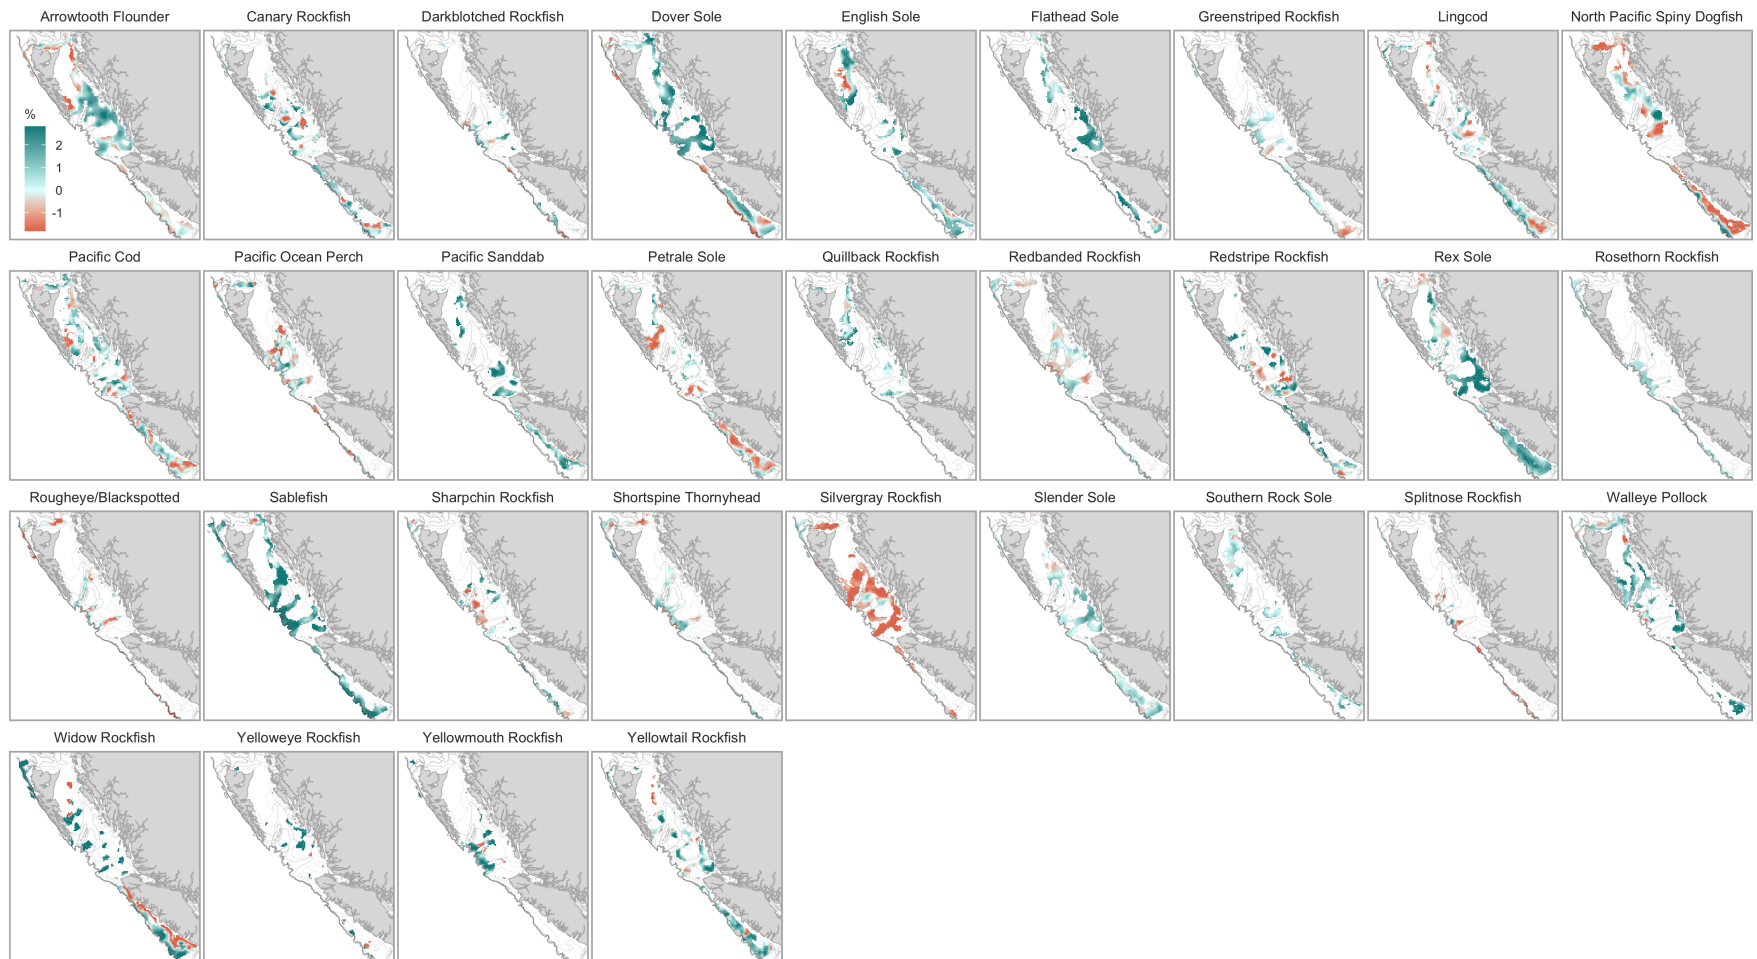 Arrowtooth Flounder
Canary Rockfish
Darkblotched Rockfish
Dover Sole
English Sole
Flathead Sole
Greenstriped Rockfish
Lingcod
North Pacific Spiny Dogfish
%
2
1
0
-1
Pacific Cod
Pacific Ocean Perch
Pacific Sanddab
Petrale Sole
Quillback Rockfish
Redbanded Rockfish
Redstripe Rockfish
Rex Sole
Rosethorn Rockfish
Rougheye/Blackspotted
Sablefish
Sharpchin Rockfish
Shortspine Thornyhead
Silvergray Rockfish
Slender Sole
Southern Rock Sole
Splitnose Rockfish
Walleye Pollock
Widow Rockfish
Yelloweye Rockfish
Yellowmouth Rockfish
Yellowtail Rockfish